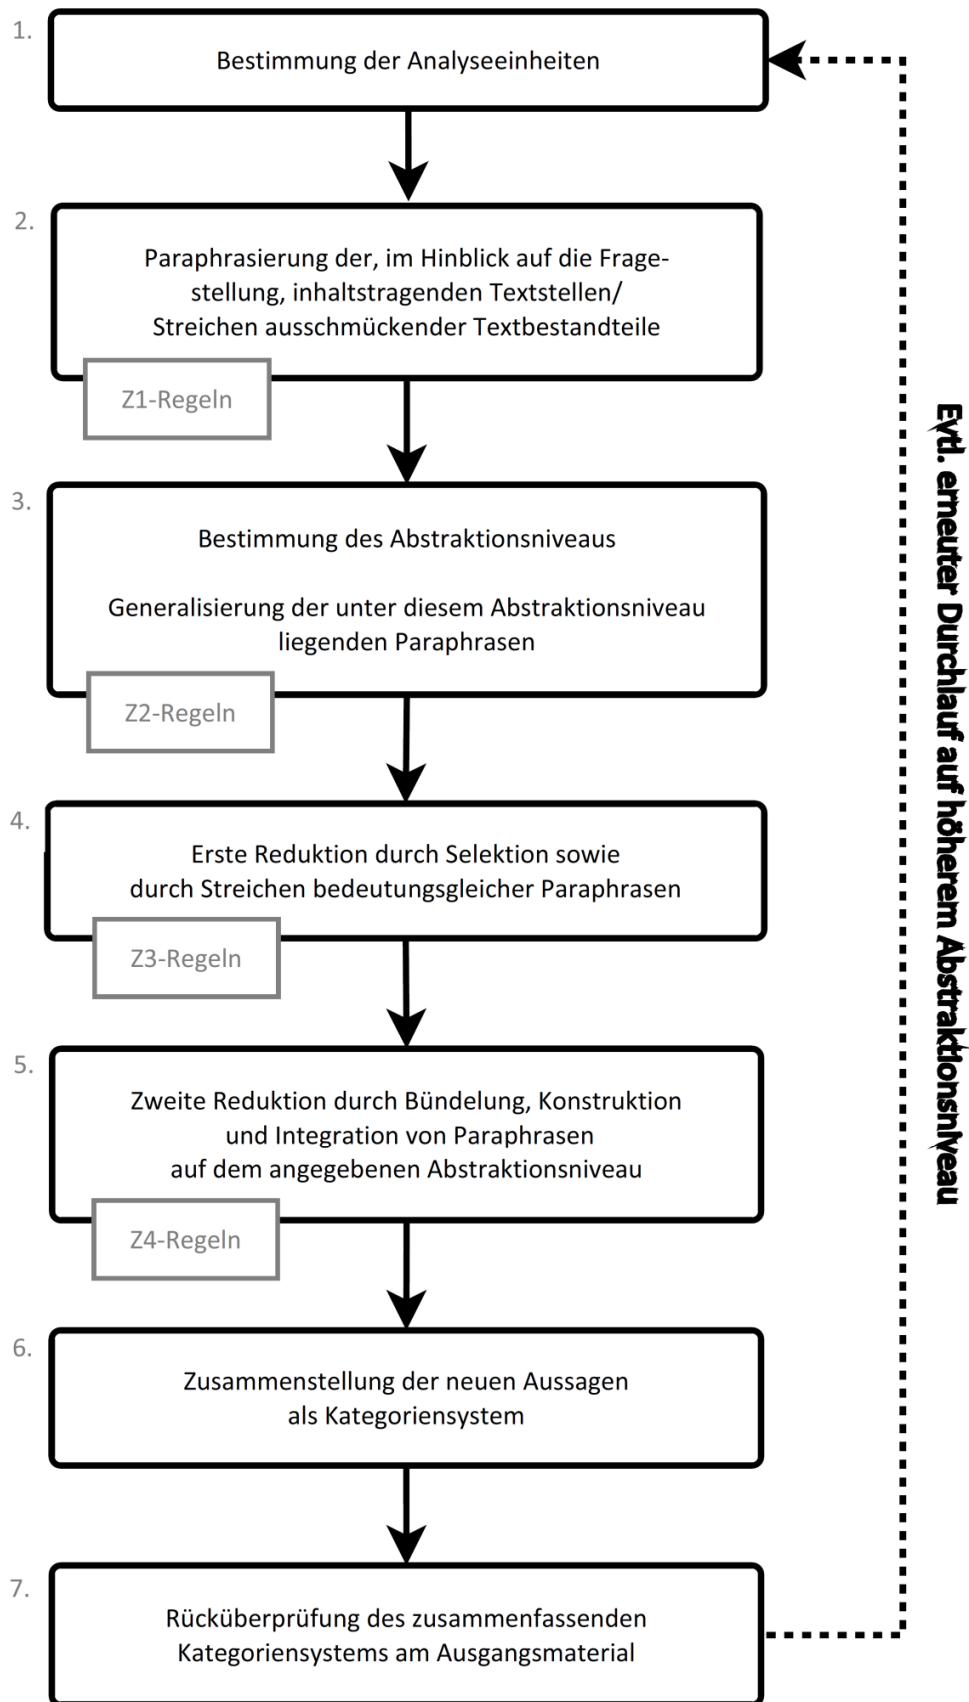 1.
Bestimmung der Analyseeinheiten
2.
Paraphrasierung der, im Hinblick auf die Frage-
stellung, inhaltstragenden Textstellen/
Streichen ausschmückender Textbestandteile
Z1-Regeln
3.
Bestimmung des Abstraktionsniveaus
Generalisierung der unter diesem Abstraktionsniveau
liegenden Paraphrasen
Z2-Regeln
4.
Erste Reduktion durch Selektion sowie
durch Streichen bedeutungsgleicher Paraphrasen
Z3-Regeln
5.
Zweite Reduktion durch Bündelung, Konstruktion
und Integration von Paraphrasen
auf dem angegebenen Abstraktionsniveau
Z4-Regeln
6.
Zusammenstellung der neuen Aussagen
als Kategoriensystem
7.
Rücküberprüfung des zusammenfassenden
Kategoriensystems am Ausgangsmaterial
Evtl. erneuter Durchlauf auf höherem Abstraktionsniveau